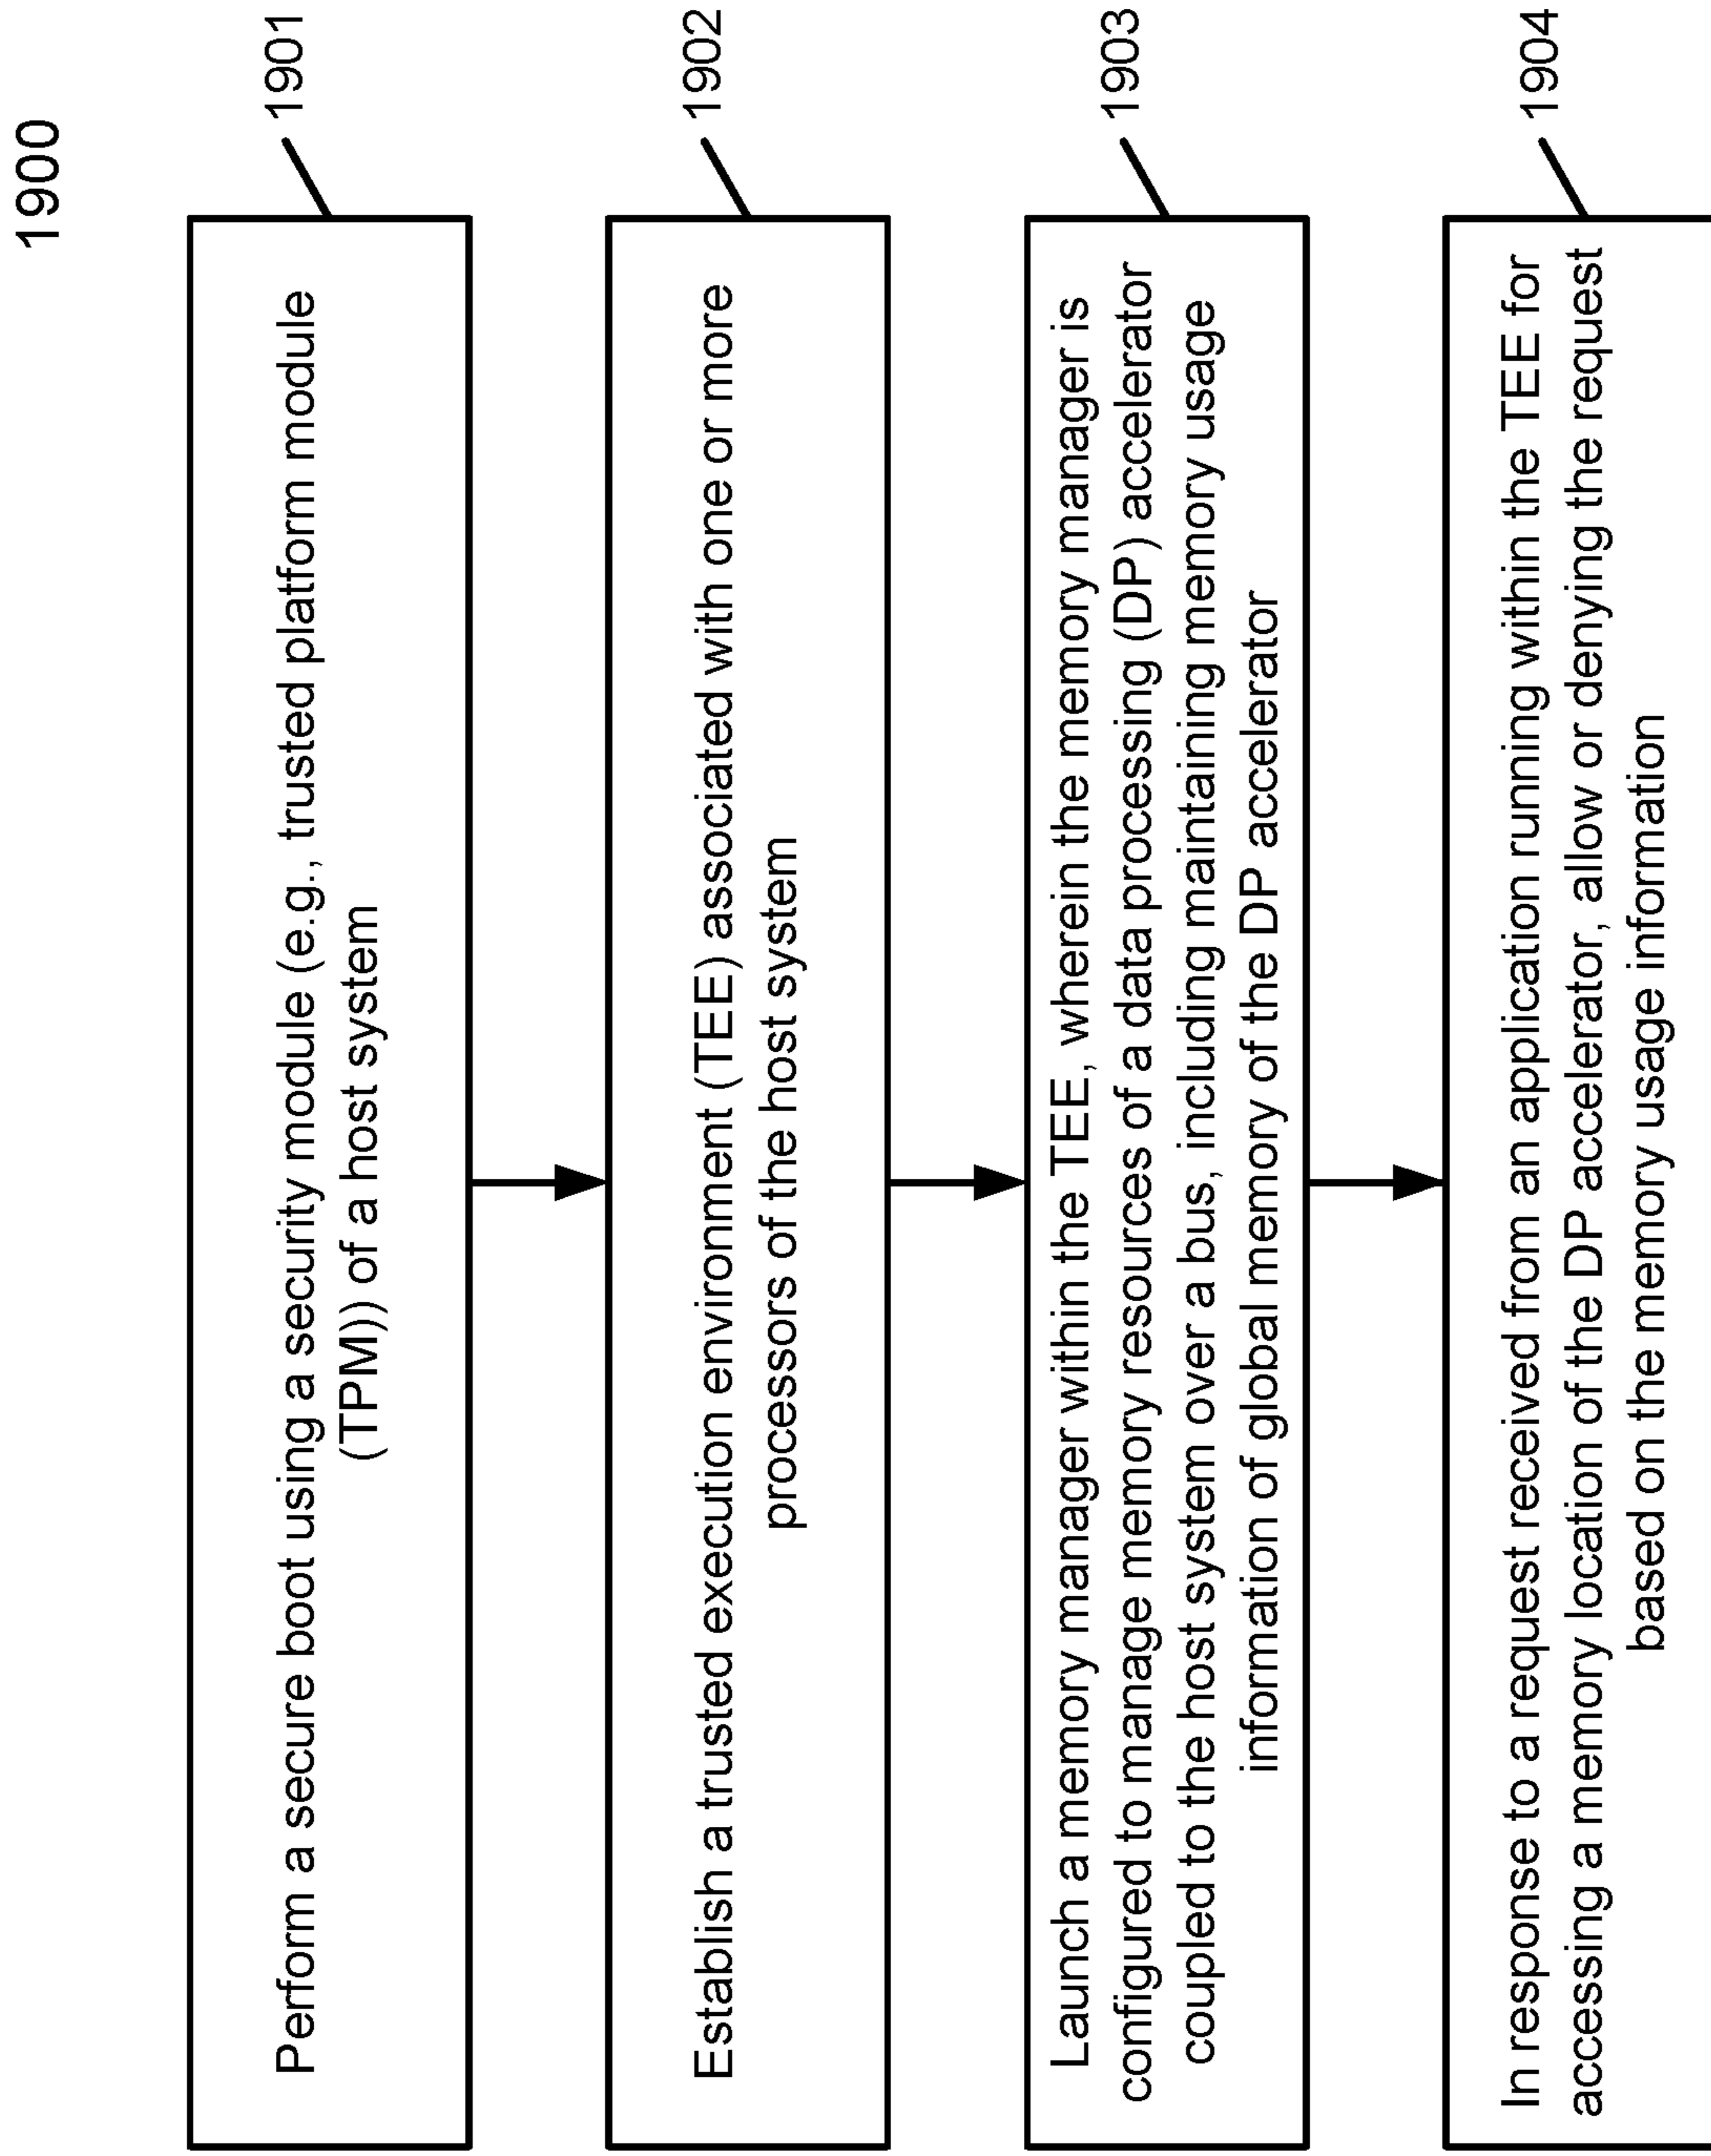 1900
Perform a secure boot using a security module (e.g., trusted platform module
(TPM)) of a host system
1901
Establish a trusted execution environment (TEE) associated with one or more
processors of the host system
1902
Launch a memory manager within the TEE, wherein the memory manager is
configured to manage memory resources of a data processing (DP) accelerator
coupled to the host system over a bus, including maintaining memory usage
information of global memory of the DP accelerator
1903
In response to a request received from an application running within the TEE for
accessing a memory location of the DP accelerator, allow or denying the request
based on the memory usage information
1904